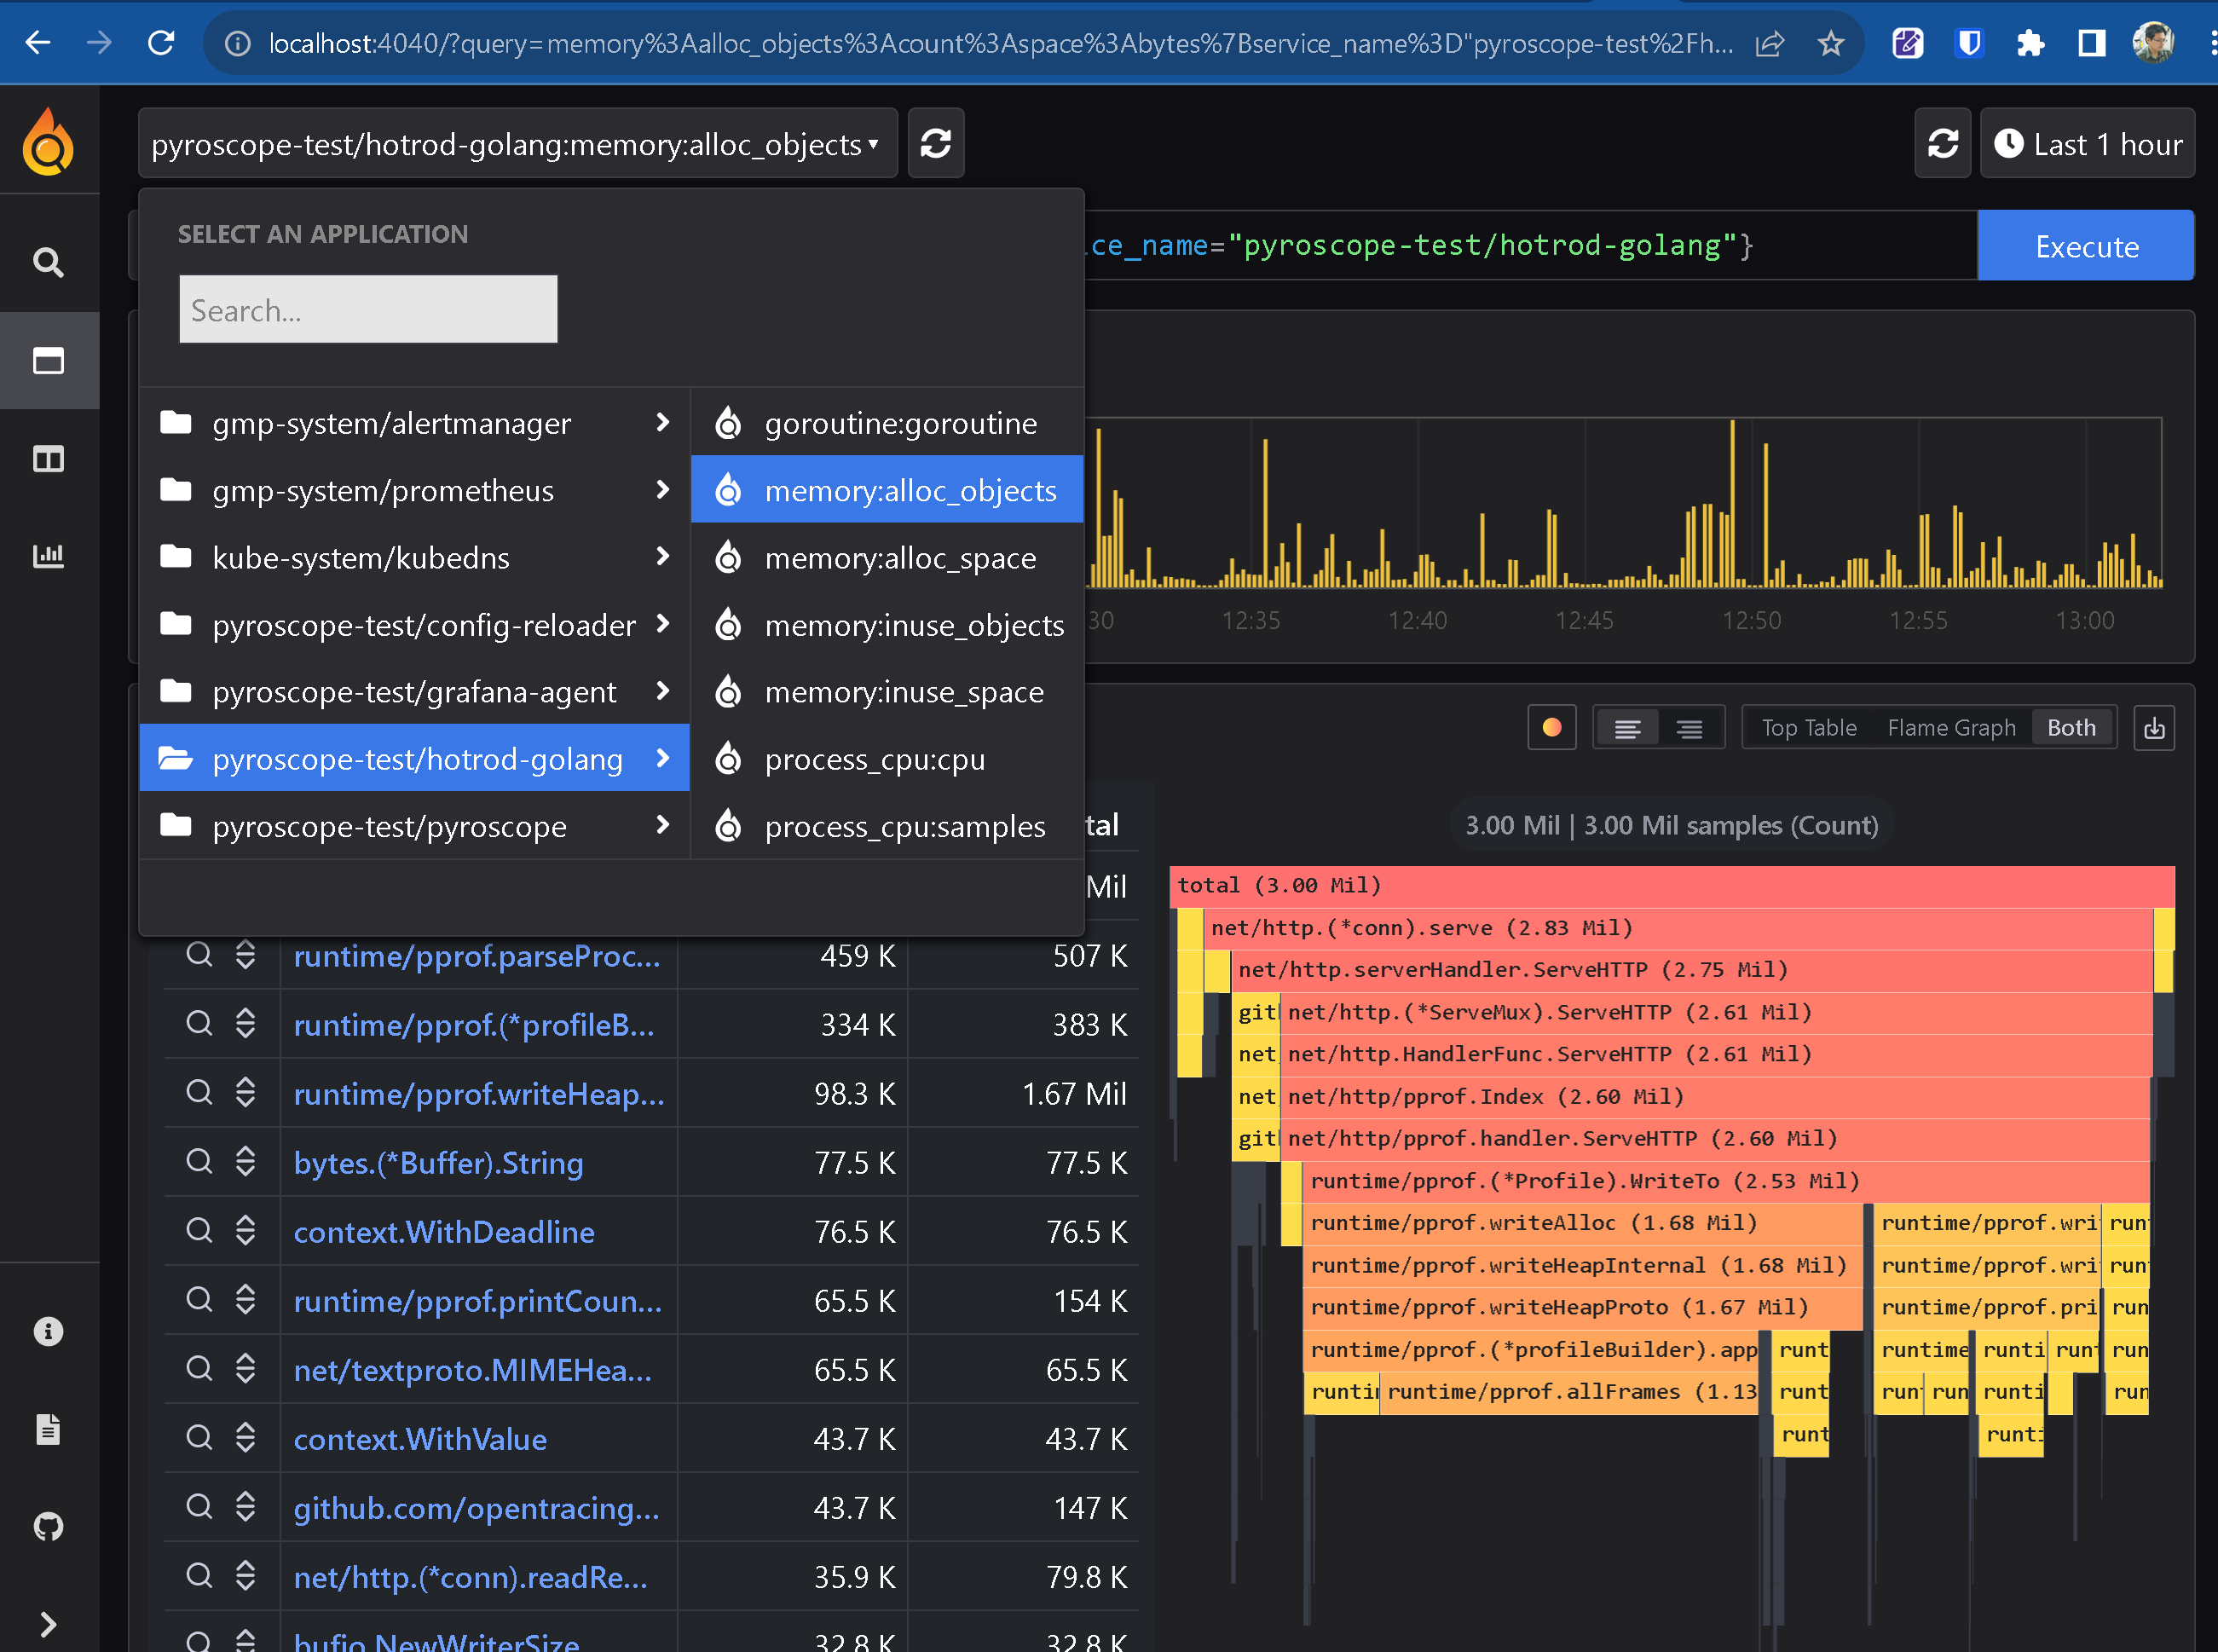 localhost:4040/?query=memory%3Aalloc_objects%3Acount%3Aspace%3Abytes%7Bservice_name%3D"pyroscope-test%2Fh...
pyroscope-test/hotrod-golang:memory:alloc_objects
Last 1 hour
SELECT AN APPLICATION
Search...
ce_name="pyroscope-test/hotrod-golang"}
Execute
gmp-system/alertmanager
gmp-system/prometheus
kube-system/kubedns
pyroscope-test/config-reloader
pyroscope-test/grafana-agent
pyroscope-test/hotrod-golang
pyroscope-test/pyroscope
goroutine:goroutine
memory:alloc_objects
memory:alloc_space
memory:inuse_objects
memory:inuse_space
process_cpu:cpu
process_cpu:samples
30 12:35 12:40 12:45 12:50 12:55 13:00
Top Table Flame Graph Both
tal
Mil
runtime/pprof.parseProc... 459 K 507 K
runtime/pprof.(*profileB... 334 K 383 K
runtime/pprof.writeHeap... 98.3 K 1.67 Mil
bytes.(*Buffer).String 77.5 K 77.5 K
context.WithDeadline 76.5 K 76.5 K
runtime/pprof.printCoun... 65.5 K 154 K
net/textproto.MIMEHea... 65.5 K 65.5 K
context.WithValue 43.7 K 43.7 K
github.com/opentracing... 43.7 K 147 K
net/http.(*conn).readRe... 35.9 K 79.8 K
bufio.NewWriterSize 32.8 K 32.8 K
3.00 Mil | 3.00 Mil samples (Count)
total (3.00 Mil)
net/http.(*conn).serve (2.83 Mil)
net/http.serverHandler.ServeHTTP (2.75 Mil)
git net/http.(*ServeMux).ServeHTTP (2.61 Mil)
net net/http.HandlerFunc.ServeHTTP (2.61 Mil)
net net/http/pprof.Index (2.60 Mil)
git net/http/pprof.handler.ServeHTTP (2.60 Mil)
runtime/pprof.(*Profile).WriteTo (2.53 Mil)
runtime/pprof.writeAlloc (1.68 Mil) runtime/pprof.wri run
runtime/pprof.writeHeapInternal (1.68 Mil) runtime/pprof.wri run
runtime/pprof.writeHeapProto (1.67 Mil) runtime/pprof.pri run
runtime/pprof.(*profileBuilder).app runt runtime runti run run
runti runtime/pprof.allFrames (1.13 runt run run runti run
runt runti